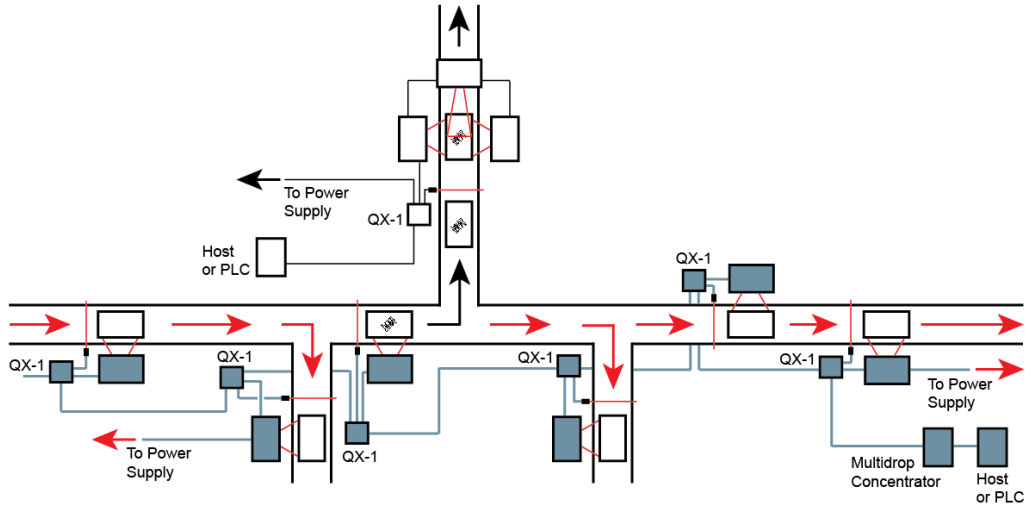 To Power
Supply
QX-1
Host
or PLC
QX-1
QX-1
QX-1
QX-1
QX-1
QX-1
To Power
Supply
To Power
Supply
Multidrop
Concentrator
Host
or PLC